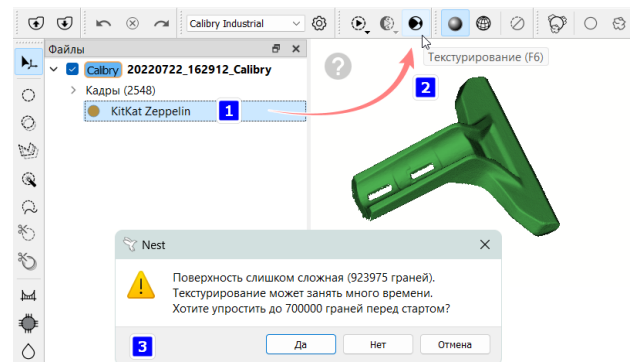 Calibry Industrial
Файлы
Calibry 20220722_162912_Calibry
Кадры (2548)
KitKat Zeppelin
1
?
Текстурирование (F6)
2
Nest
Поверхность слишком сложная (923975 граней).
Текстурирование может занять много времени.
Хотите упростить до 700000 граней перед стартом?
3
Да
Нет
Отмена